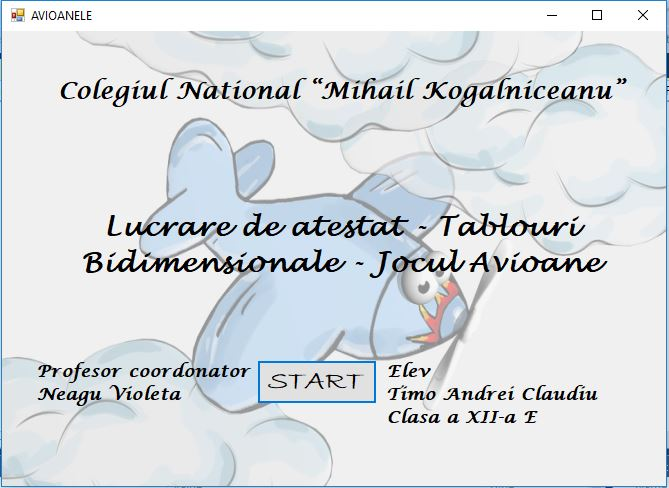 AVIOANELE
Colegiul National “Mihail Kogalniceanu”
Lucrare de atestat - Tablouri
Bidimensionale - Jocul Avioane
Profesor coordonator
Neagu Violeta
START
Elev
Timo Andrei Claudiu
Clasa a XII-a E